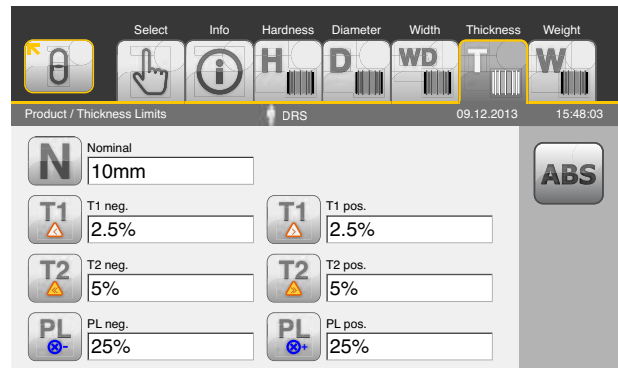 Select Info Hardness Diameter Width Thickness Weight
H D WD T W
Product / Thickness Limits DRS 09.12.2013 15:48:03
Nominal
N 10mm ABS
T1 neg. T1 pos.
T1 2.5% T1 2.5%
T2 neg. T2 pos.
T2 5% T2 5%
PL neg. PL pos.
PL 25% PL 25%